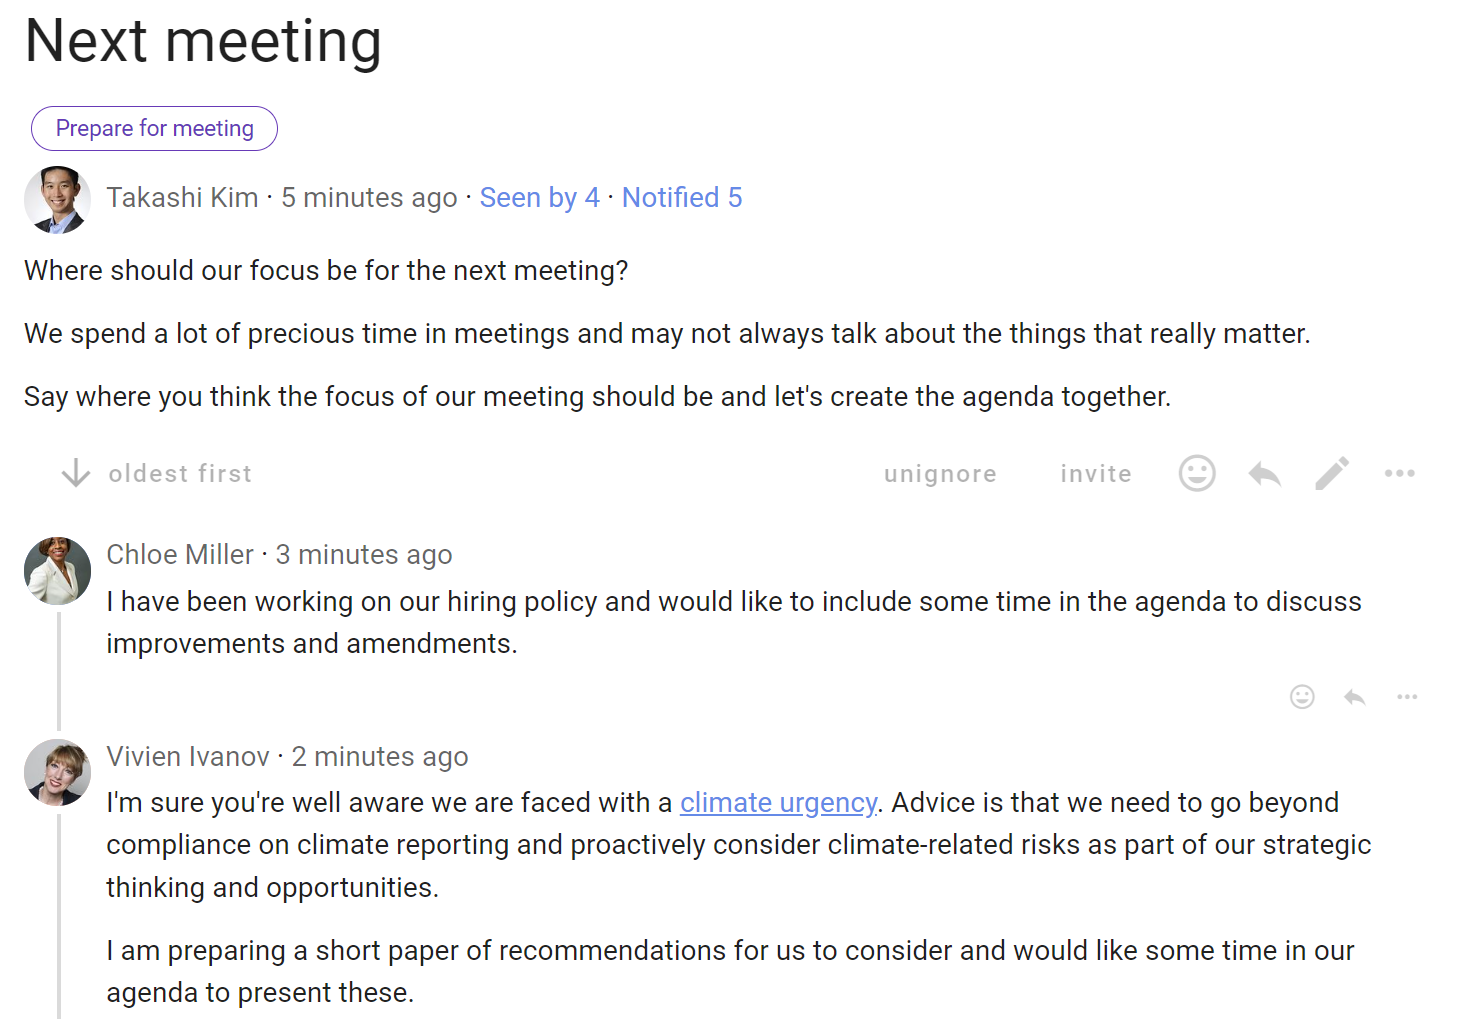 Next meeting
Prepare for meeting
Takashi Kim · 5 minutes ago · Seen by 4 · Notified 5
Where should our focus be for the next meeting?
We spend a lot of precious time in meetings and may not always talk about the things that really matter.
Say where you think the focus of our meeting should be and let's create the agenda together.
oldest first
unignore invite
Chloe Miller · 3 minutes ago
I have been working on our hiring policy and would like to include some time in the agenda to discuss
improvements and amendments.
Vivien Ivanov · 2 minutes ago
I'm sure you're well aware we are faced with a climate urgency. Advice is that we need to go beyond
compliance on climate reporting and proactively consider climate-related risks as part of our strategic
thinking and opportunities.
I am preparing a short paper of recommendations for us to consider and would like some time in our
agenda to present these.